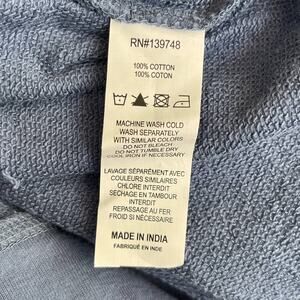 RN#139748
100% COTTON
100% COTON
MACHINE WASH COLD
WASH SEPARATELY
WITH SIMILAR COLORS
DO NOT BLEACH
DO NOT TUMBLE DRY
COOL IRON IF NECESSARY
LAVAGE SÉPARÉMENT AVEC
COULEURS SIMILAIRES
CHLORE INTERDIT
SECHAGE EN TAMBOUR
INTERDIT
REPASSAGE AU FER
FROID SI NÉCESSAIRE
MADE IN INDIA
FABRIQUÉ EN INDE